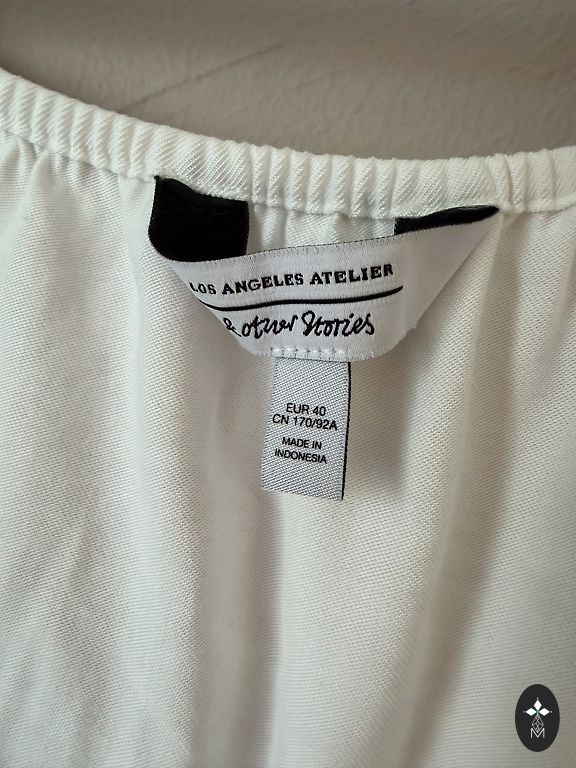 LOS ANGELES ATELIER
& other Stories
EUR 40
CN 170/92A
MADE IN
INDONESIA